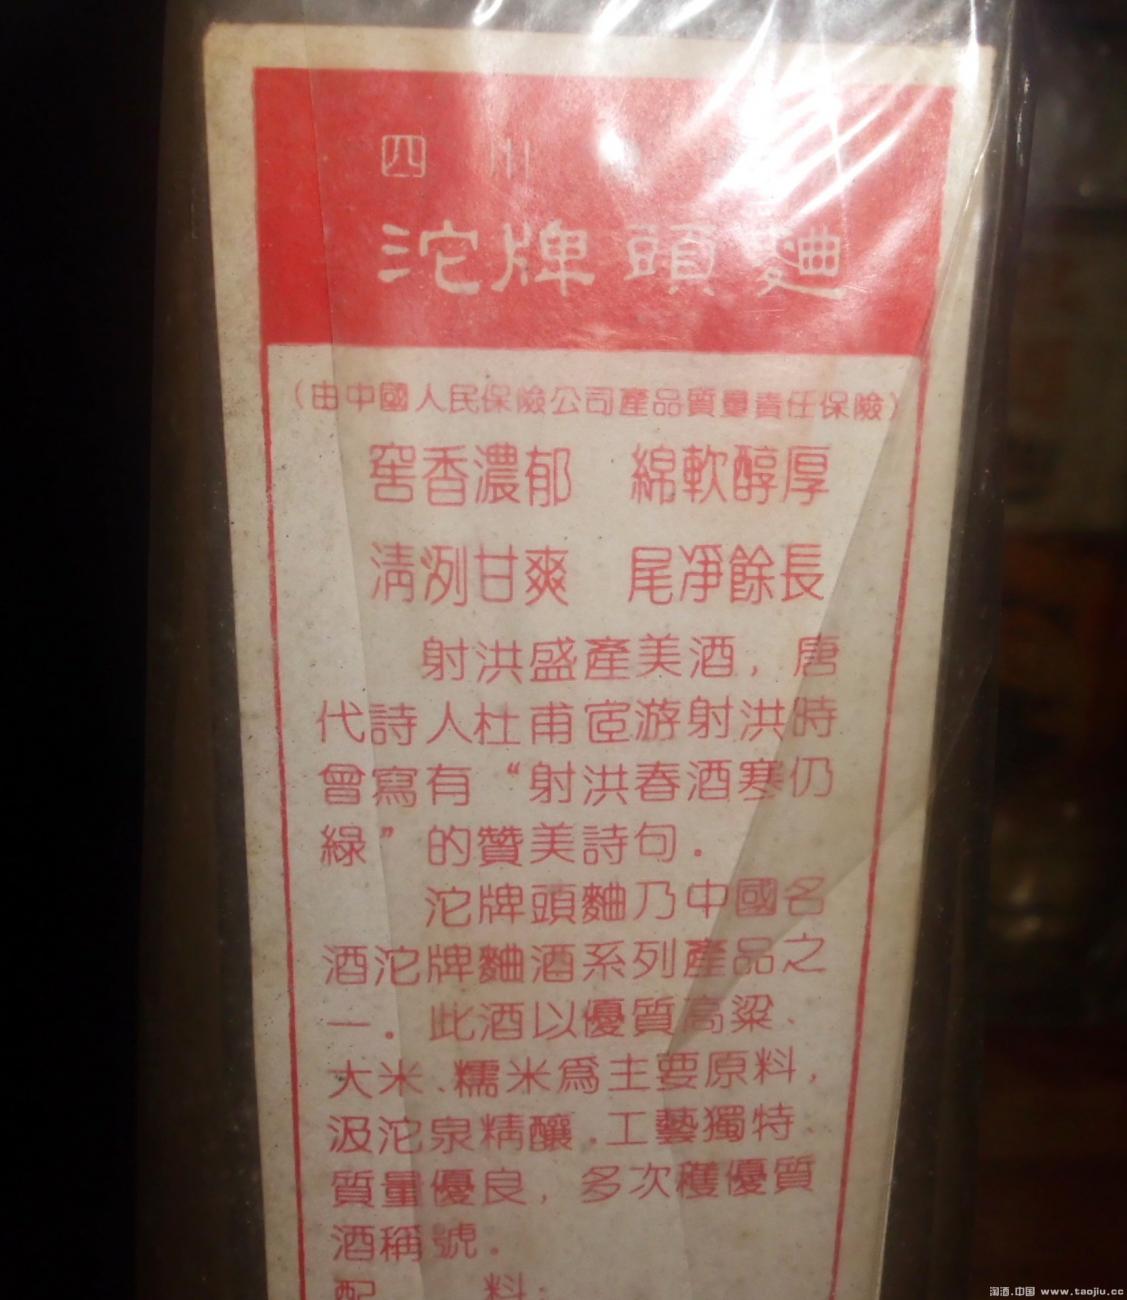 四川
沱牌頭麯
（由中國人民保險公司產品質量責任保險）
窖香濃郁　綿軟醇厚
清洌甘爽　尾凈餘長
射洪盛產美酒，唐
代詩人杜甫宦游射洪時
曾寫有“射洪春酒寒仍
綠”的贊美詩句．
沱牌頭麯乃中國名
酒沱牌麯酒系列產品之
一。此酒以優質高粱、
大米、糯米爲主要原料，
汲沱泉精釀．工藝獨特
質量優良，多次穫優質
酒稱號．
配　料：
淘酒.中国 www.taojiu.cc